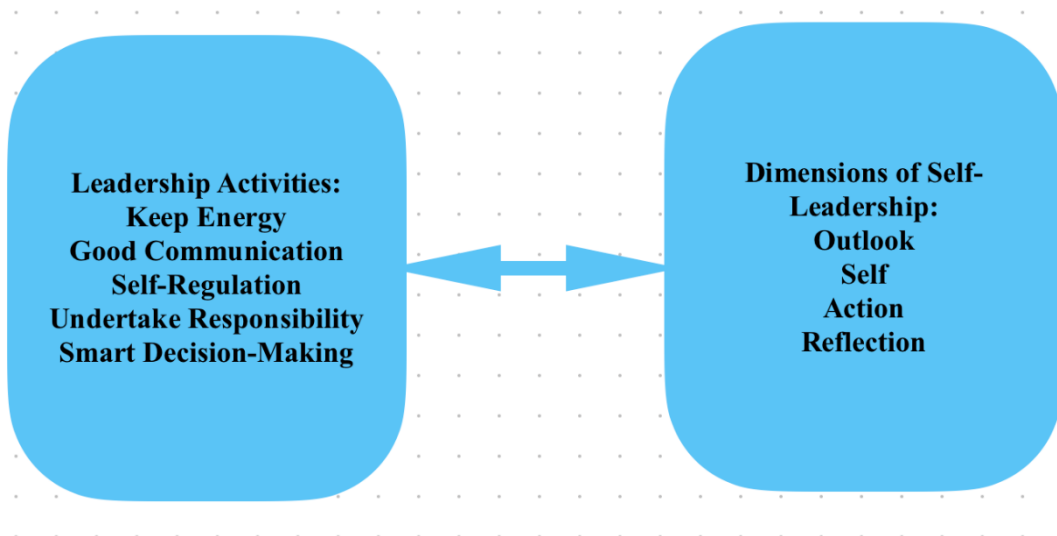 Leadership Activities:
Keep Energy
Good Communication
Self-Regulation
Undertake Responsibility
Smart Decision-Making
Dimensions of Self-
Leadership:
Outlook
Self
Action
Reflection